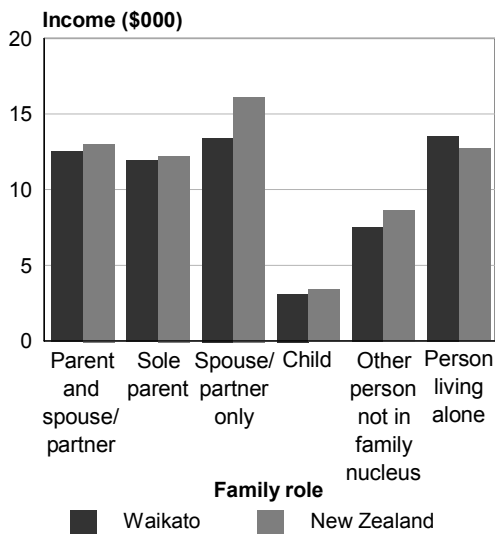 Income ($000)
20
15
10
5
0
Parent
and
spouse/
partner
Sole
parent
Spouse/
partner
only
Child
Other
person
not in
family
nucleus
Person
living
alone
Family role
Waikato
New Zealand